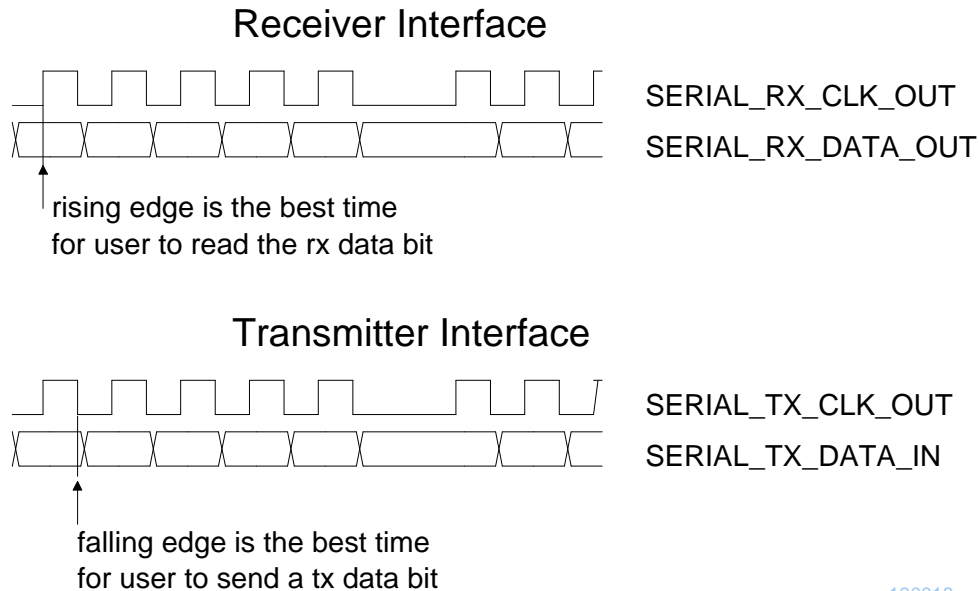 Receiver Interface
SERIAL_RX_CLK_OUT
SERIAL_RX_DATA_OUT
rising edge is the best time
for user to read the rx data bit
Transmitter Interface
SERIAL_TX_CLK_OUT
SERIAL_TX_DATA_IN
falling edge is the best time
for user to send a tx data bit